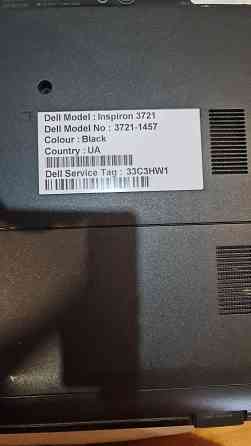 Dell Model : Inspiron 3721
Dell Model No : 3721-1457
Colour : Black
Country : UA
Dell Service Tag : 33C3HW1